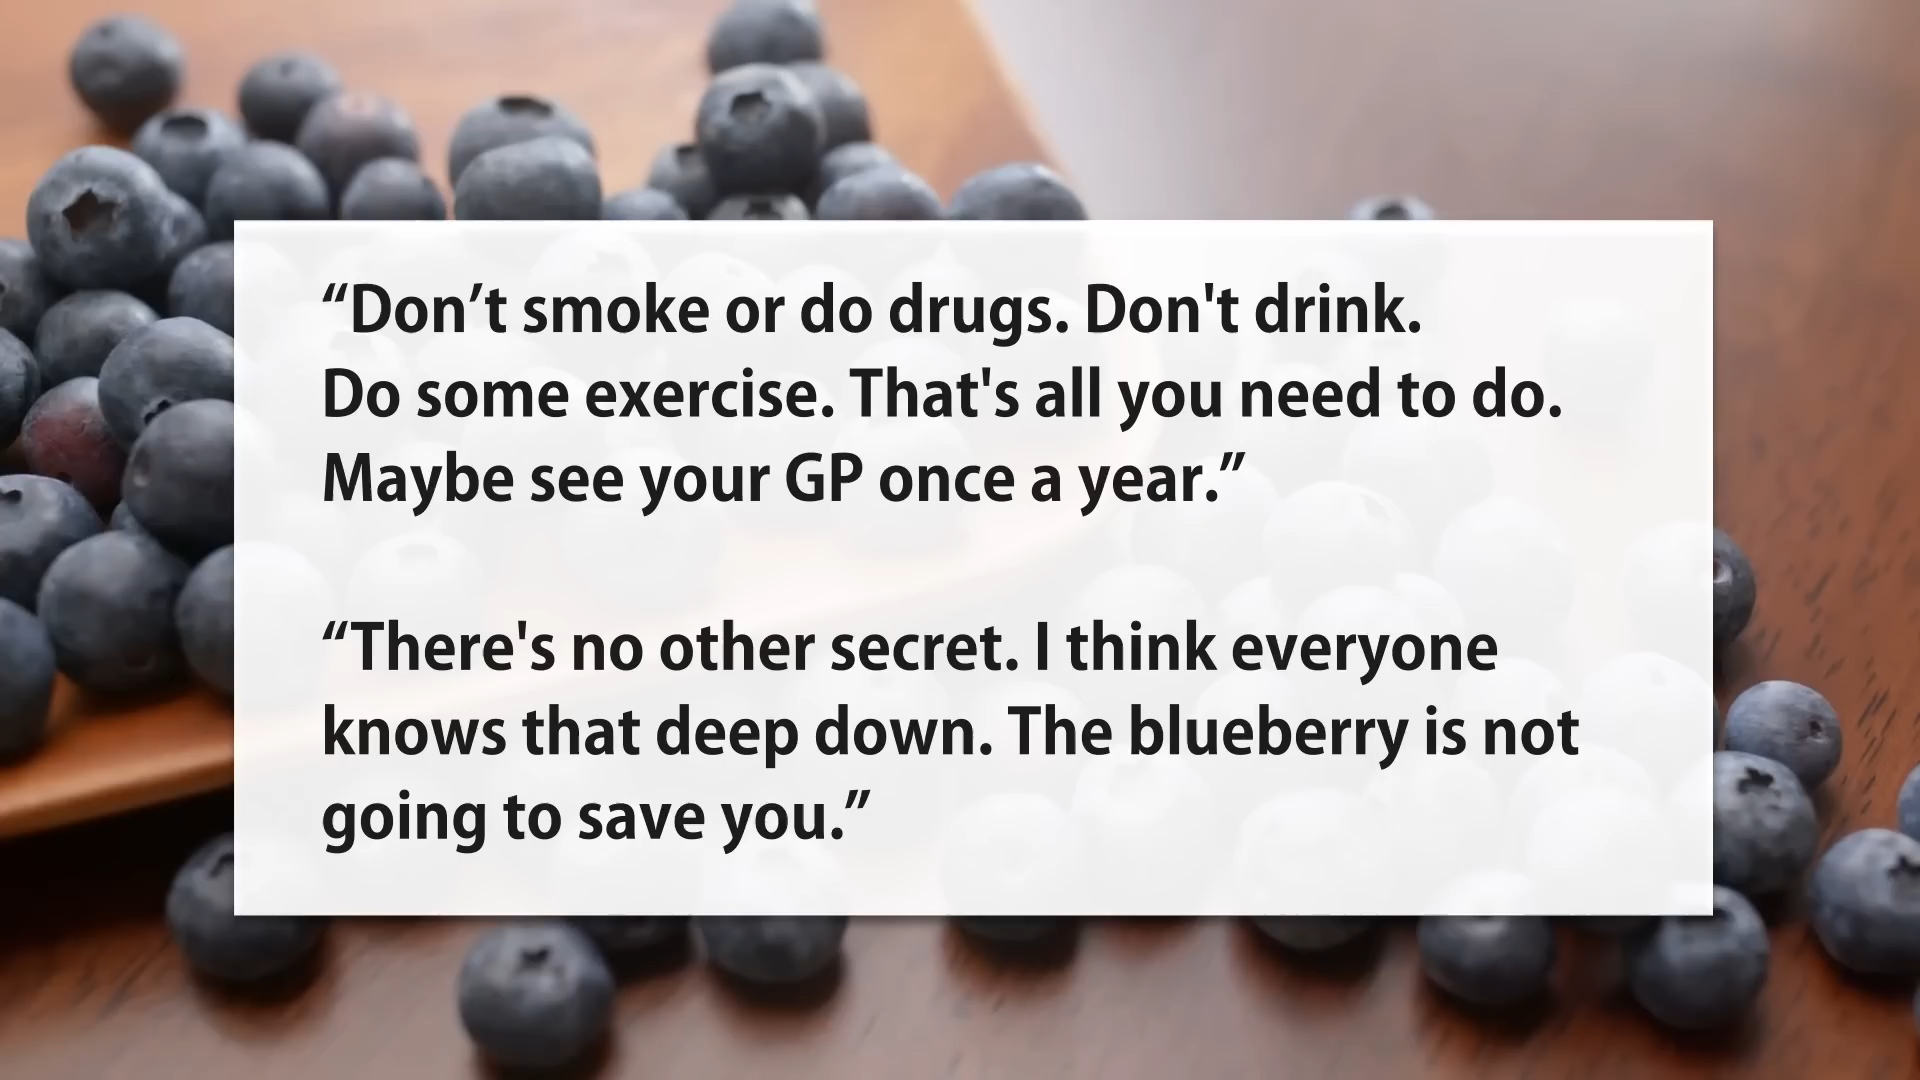 “Don’t smoke or do drugs. Don't drink.
Do some exercise. That's all you need to do.
Maybe see your GP once a year.”
“There's no other secret. I think everyone
knows that deep down. The blueberry is not
going to save you.”